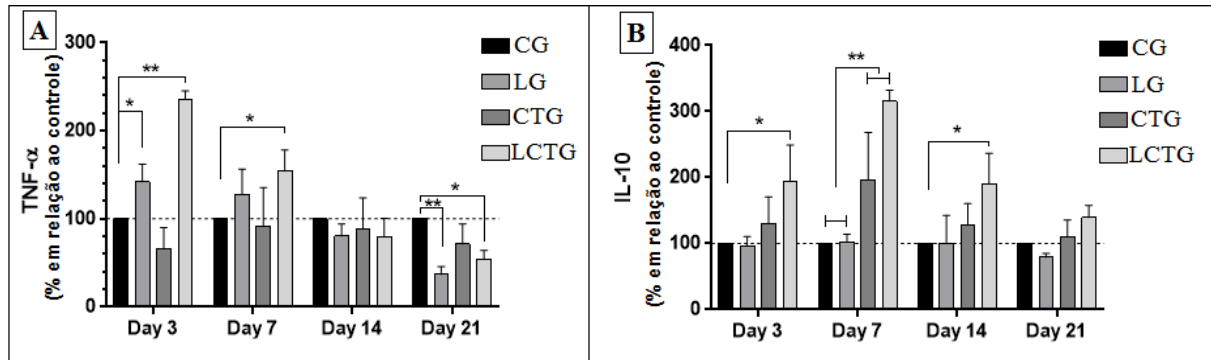 A
TNF-α
(% em relação ao controle)
300
200
100
0
**
*
*
*
**
Day 3
Day 7
Day 14
Day 21
CG
LG
CTG
LCTG
B
IL-10
(% em relação ao controle)
400
300
200
100
0
*
**
*
Day 3
Day 7
Day 14
Day 21
CG
LG
CTG
LCTG